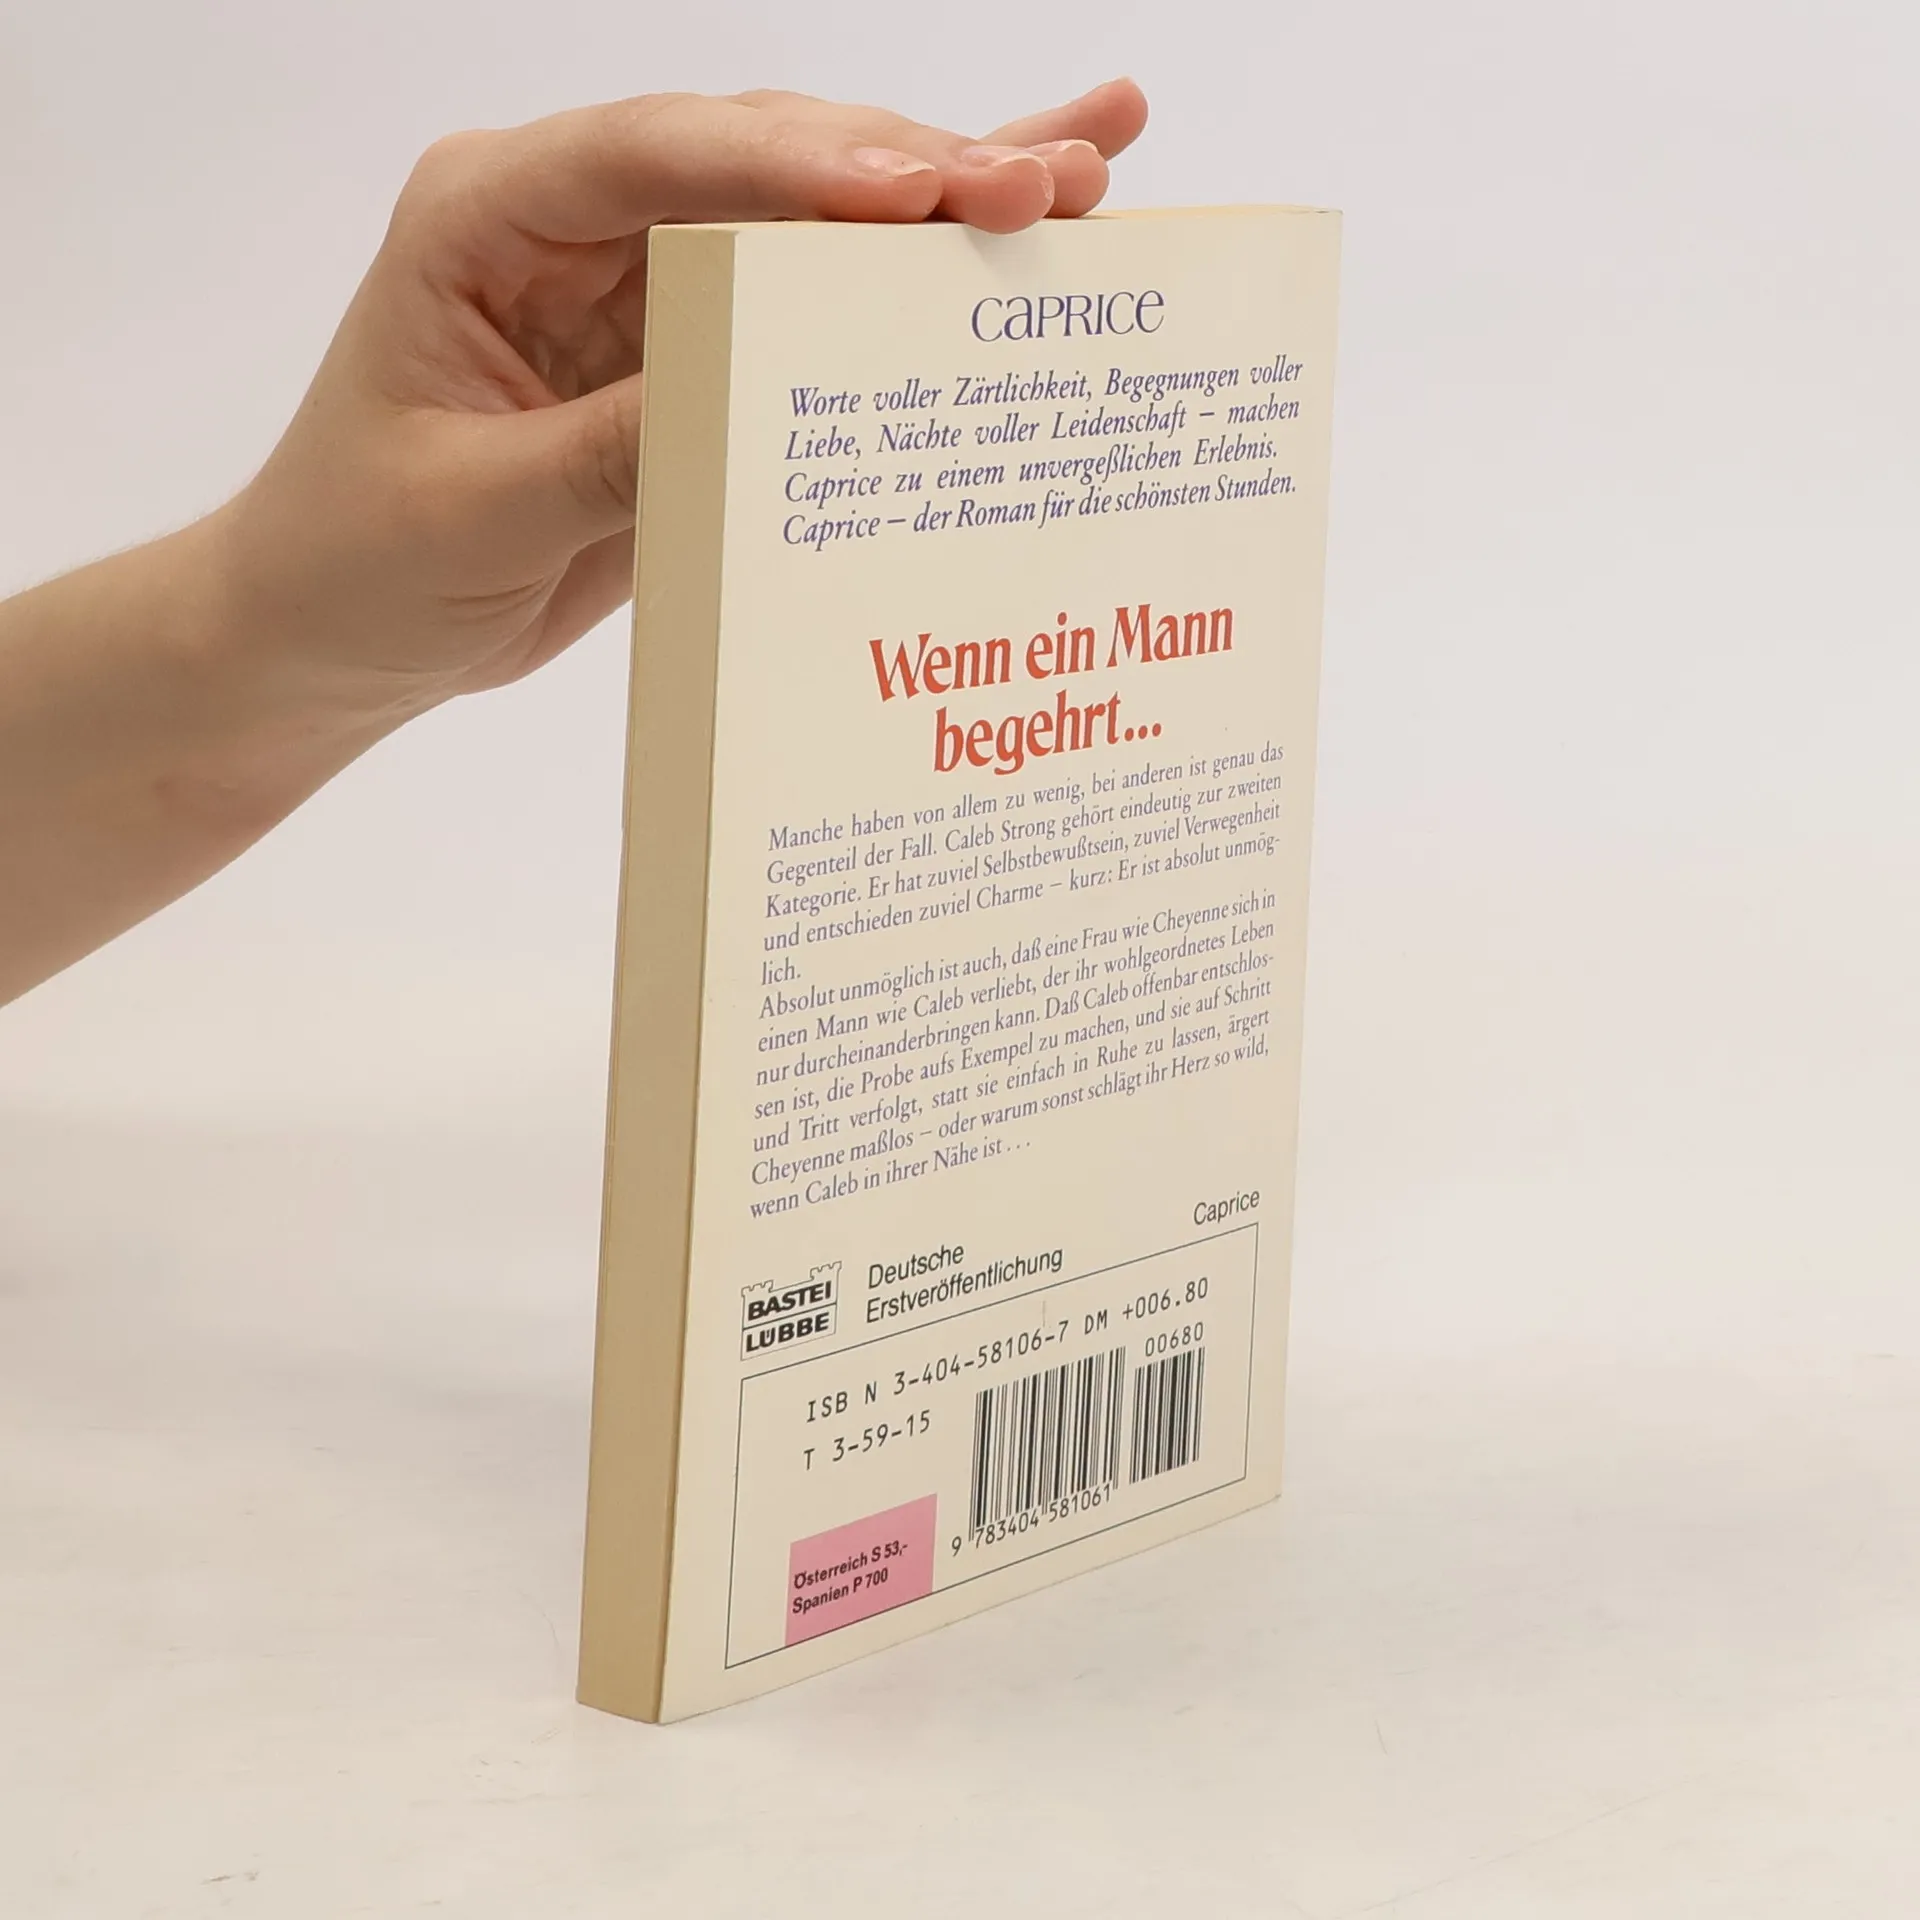 CAPRICE
Worte voller Zärtlichkeit, Begegnungen voller
Liebe, Nächte voller Leidenschaft – machen
Caprice zu einem unvergeßlichen Erlebnis.
Caprice – der Roman für die schönsten Stunden.
Wenn ein Mann
begehrt...
Manche haben von allem zu wenig, bei anderen ist genau das
Gegenteil der Fall. Caleb Strong gehört eindeutig zur zweiten
Kategorie. Er hat zuviel Selbstbewußtsein, zuviel Verwegenheit
und entschieden zuviel Charme – kurz: Er ist absolut unmög-
lich.
Absolut unmöglich ist auch, daß eine Frau wie Cheyenne sich in
einen Mann wie Caleb verliebt, der ihr wohlgeordnetes Leben
nur durcheinanderbringen kann. Daß Caleb offenbar entschlos-
sen ist, die Probe aufs Exempel zu machen, und sie auf Schritt
und Tritt verfolgt, statt sie einfach in Ruhe zu lassen, ärgert
Cheyenne maßlos – oder warum sonst schlägt ihr Herz so wild,
wenn Caleb in ihrer Nähe ist . . .
Caprice
BASTEI
LÜBBE
Deutsche
Erstveröffentlichung
ISB N 3-404-58106-7 DM +006.80
T 3-59-15
00680
9 783404 581061
Österreich S 53,-
Spanien P 700